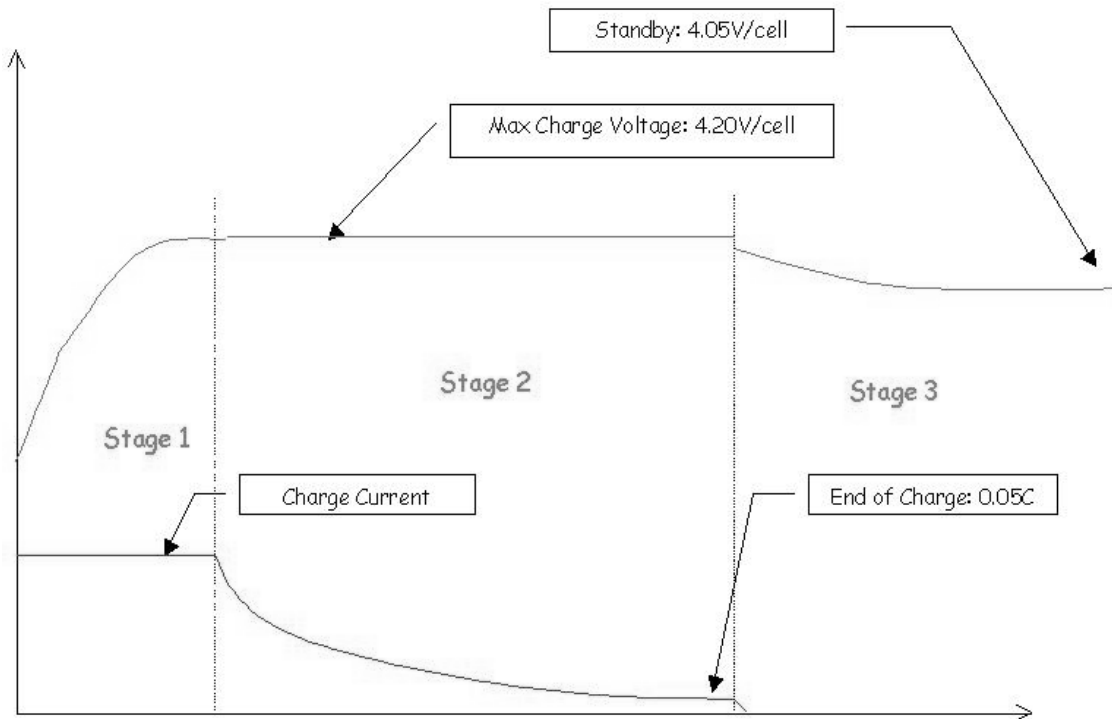 Standby: 4.05V/cell
Max Charge Voltage: 4.20V/cell
Stage 1
Stage 2
Stage 3
Charge Current
End of Charge: 0.05C